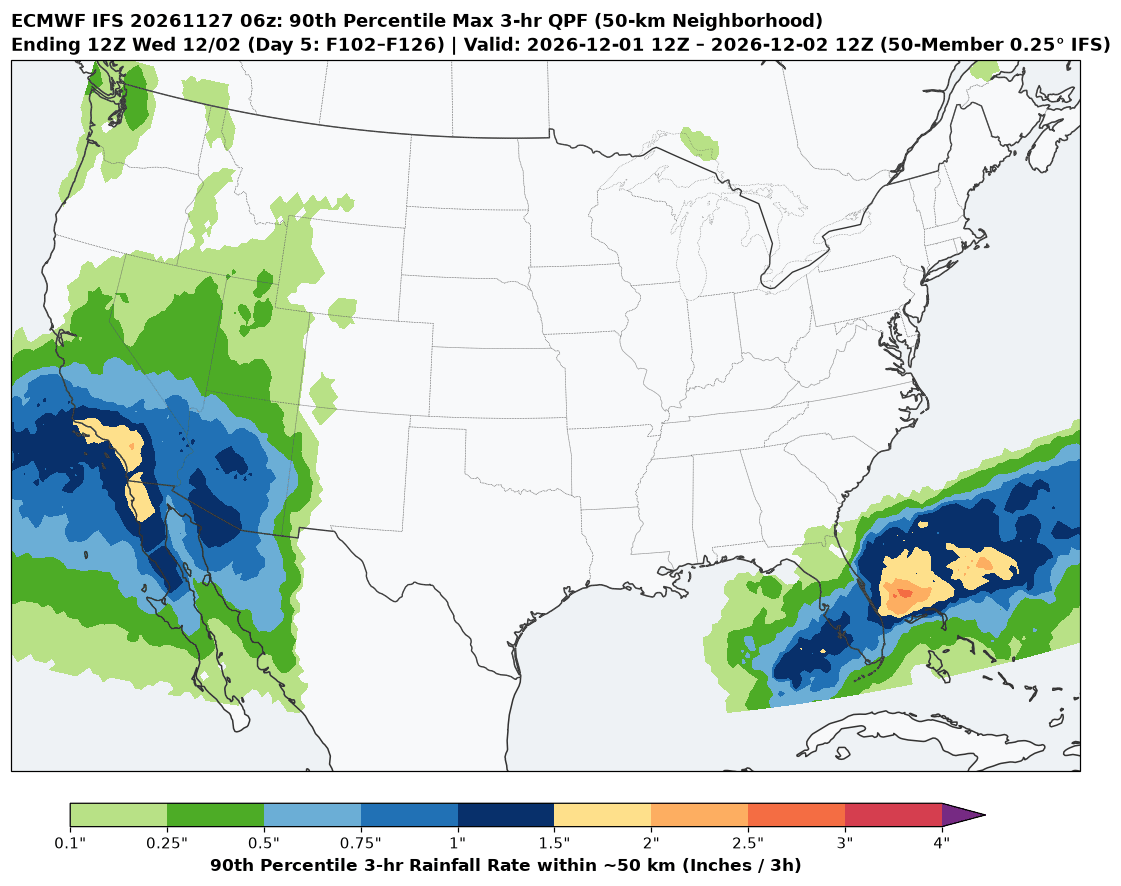 ECMWF IFS 20261127 06z: 90th Percentile Max 3-hr QPF (50-km Neighborhood)
Ending 12Z Wed 12/02 (Day 5: F102–F126) | Valid: 2026-12-01 12Z – 2026-12-02 12Z (50-Member 0.25° IFS)
0.1" 0.25" 0.5" 0.75" 1" 1.5" 2" 2.5" 3" 4"
90th Percentile 3-hr Rainfall Rate within ~50 km (Inches / 3h)